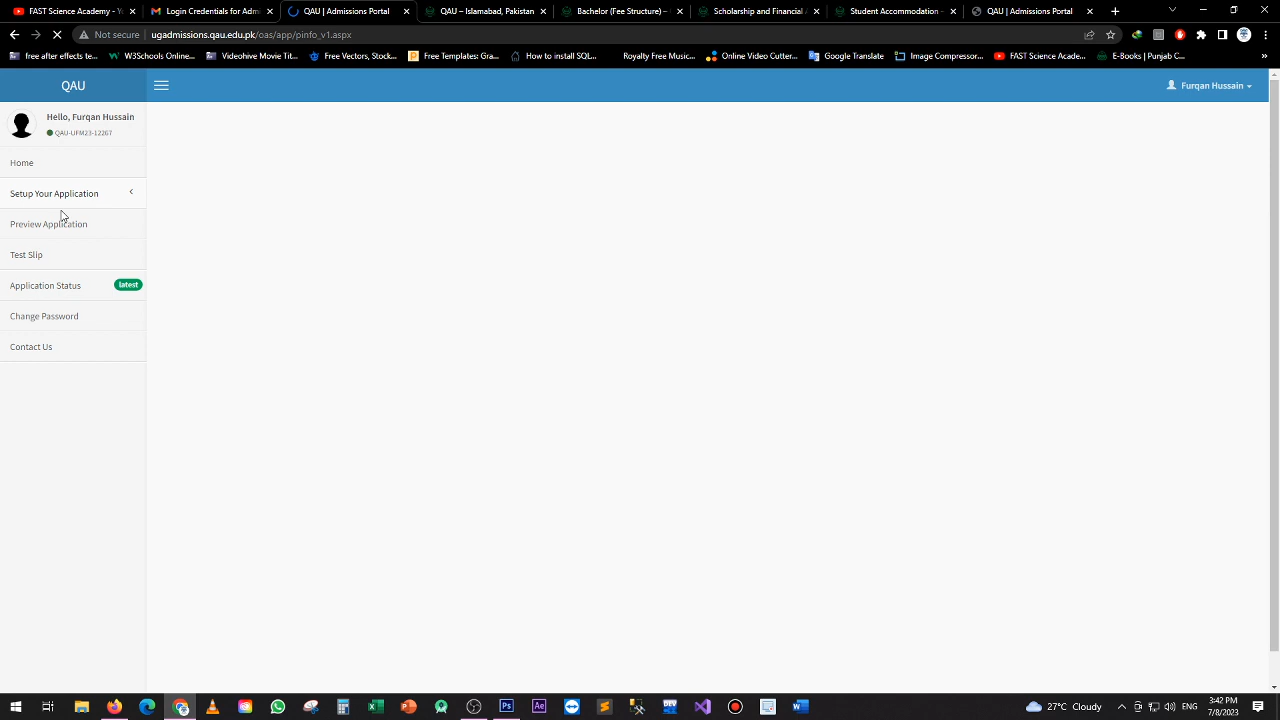 FAST Science Academy - Yo
Login Credentials for Admi
QAU | Admissions Portal
QAU – Islamabad, Pakistan
Bachelor (Fee Structure) –
Scholarship and Financial A
Student Accommodation –
QAU | Admissions Portal
Not secure
ugadmissions.qau.edu.pk/oas/app/pinfo_v1.aspx
free after effects te...
W3Schools Online...
Videohive Movie Tit...
Free Vectors, Stock...
Free Templates: Gra...
How to install SQL...
Royalty Free Music...
Online Video Cutter...
Google Translate
Image Compressor...
FAST Science Acade...
E-Books | Punjab C...
»
QAU
Furqan Hussain
Hello, Furqan Hussain
QAU-UFM23-12267
Home
Setup Your Application
Preview Application
Test Slip
Application Status
latest
Change Password
Contact Us
27°C Cloudy
ENG
3:42 PM
7/8/2023